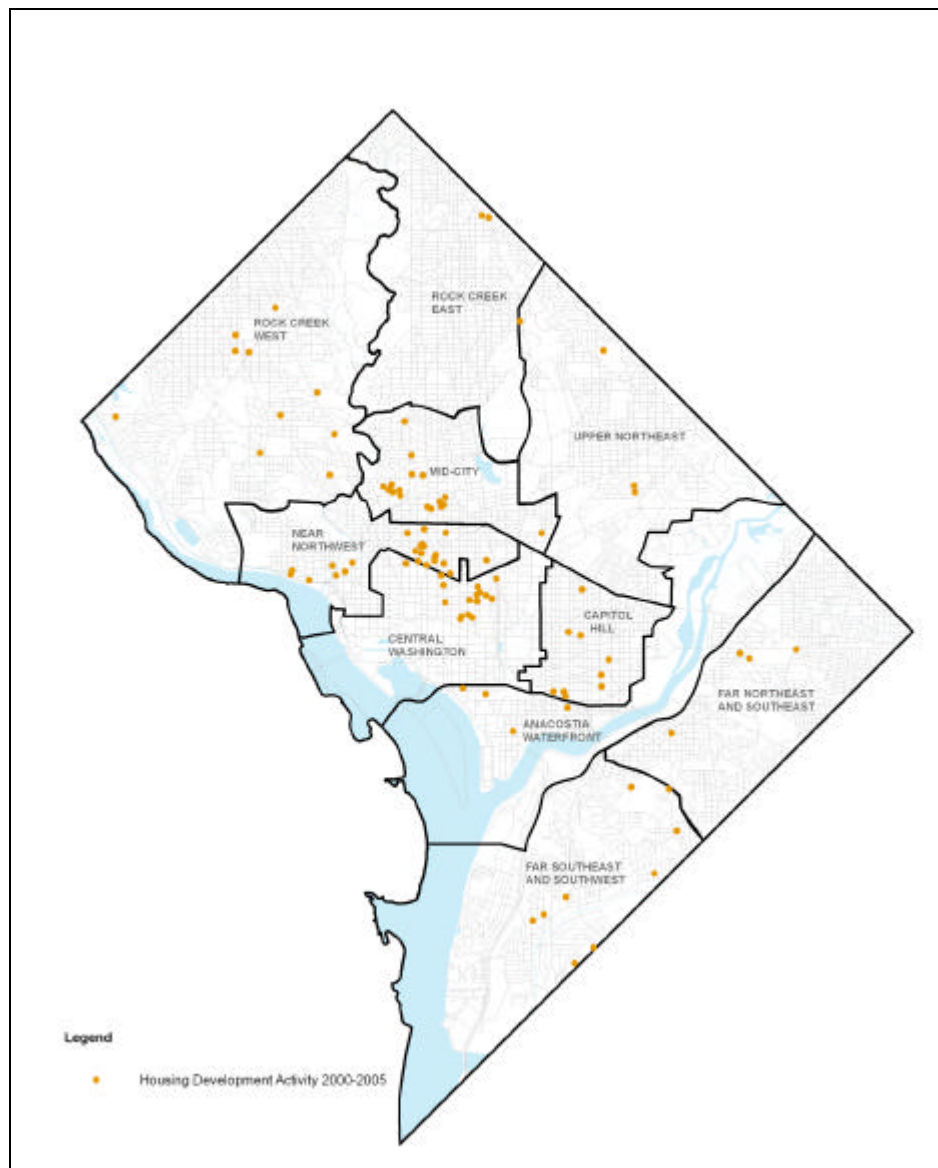 ROCK CREEK
EAST
ROCK CREEK
WEST
UPPER NORTHEAST
MID-CITY
NEAR
NORTHWEST
CAPITOL
HILL
CENTRAL
WASHINGTON
FAR NORTHEAST
AND SOUTHEAST
ANACOSTIA
WATERFRONT
FAR SOUTHEAST
AND SOUTHWEST
Legend
Housing Development Activity 2000-2005